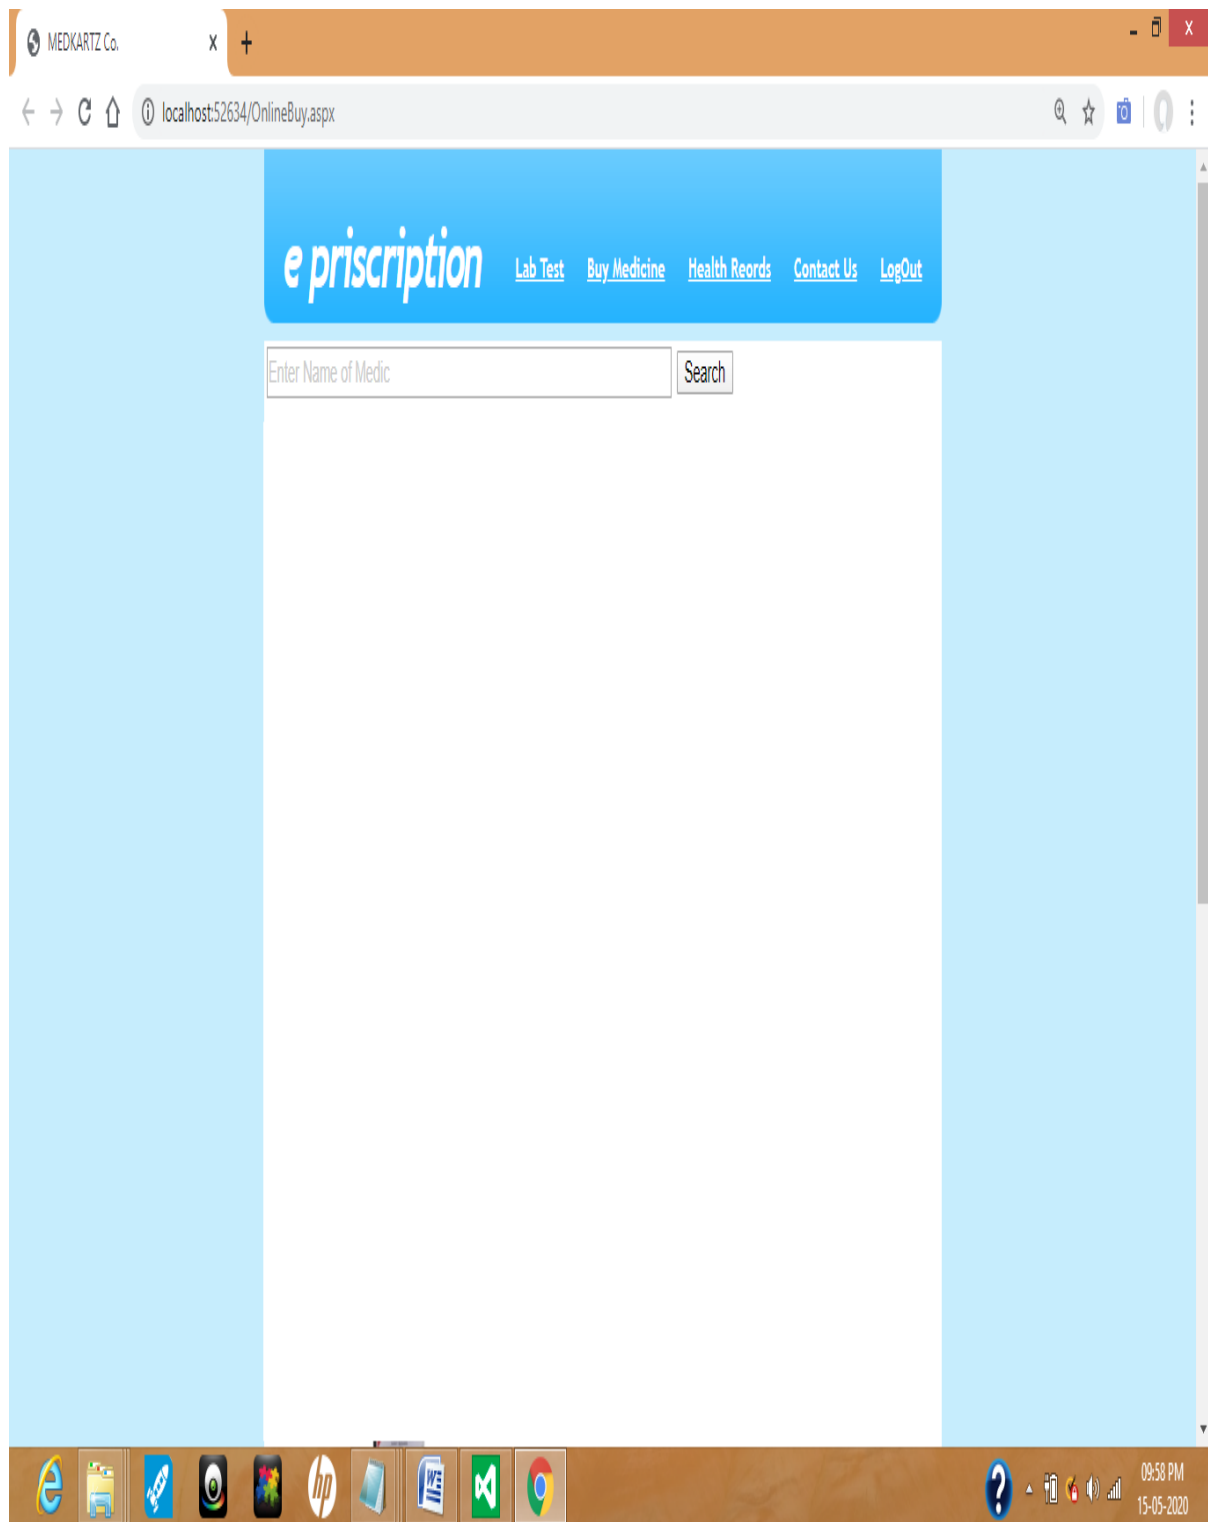 MEDKARTZ Co.
localhost:52634/OnlineBuy.aspx
e priscription
Lab Test Buy Medicine Health Reords Contact Us LogOut
Enter Name of Medic Search
hp
09:58 PM
15-05-2020